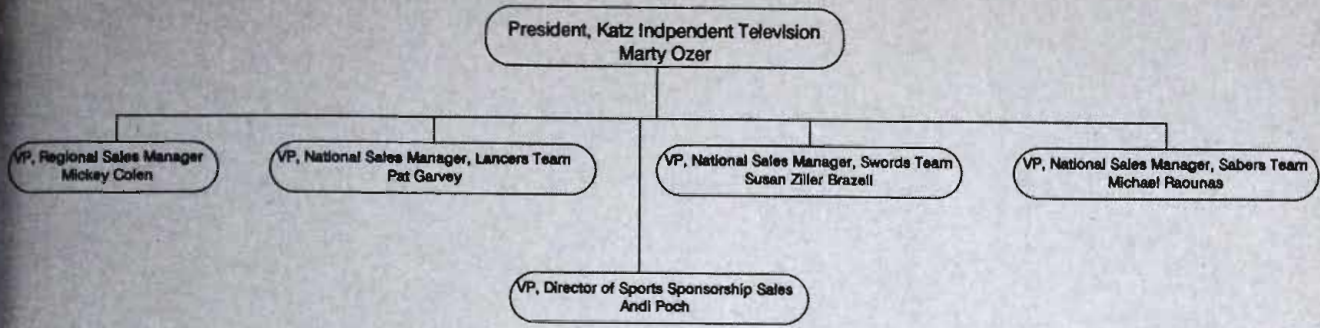 President, Katz Indpendent Television
Marty Ozer
VP, Regional Sales Manager
Mickey Colen
VP, National Sales Manager, Lancers Team
Pat Garvey
VP, National Sales Manager, Swords Team
Susan Ziller Brazell
VP, National Sales Manager, Sabers Team
Michael Raounas
VP, Director of Sports Sponsorship Sales
Andi Poch